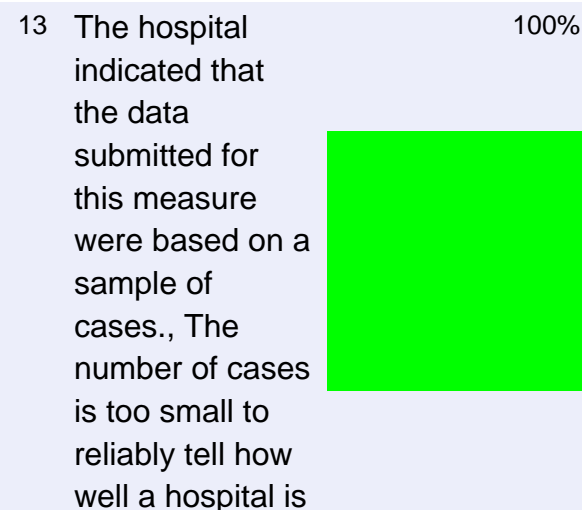 13 The hospital 100%
indicated that
the data
submitted for
this measure
were based on a
sample of
cases., The
number of cases
is too small to
reliably tell how
well a hospital is